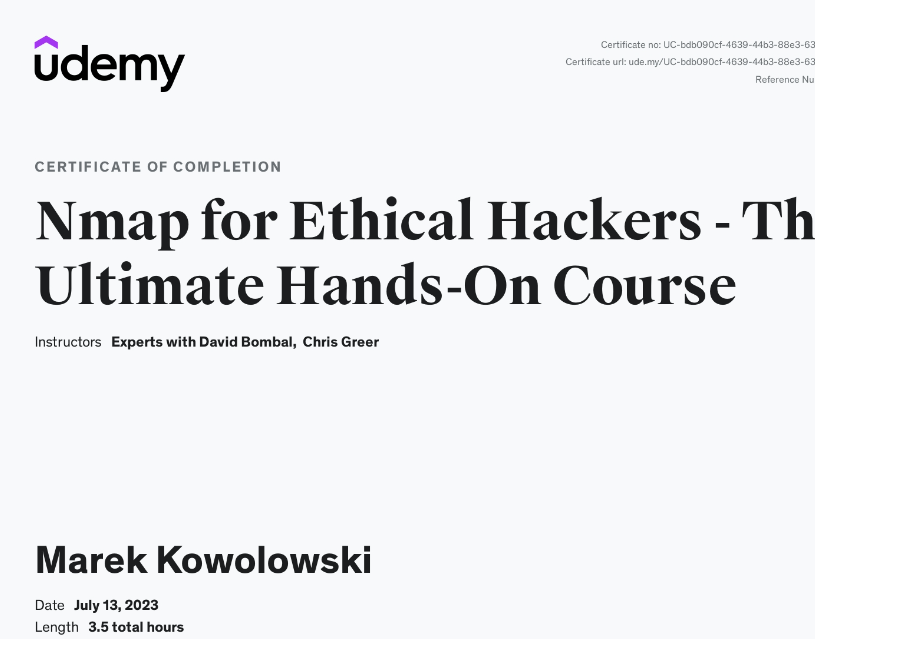 udemy
Certificate no: UC-bdb090cf-4639-44b3-88e3-63
Certificate url: ude.my/UC-bdb090cf-4639-44b3-88e3-63
Reference Nu
CERTIFICATE OF COMPLETION
Nmap for Ethical Hackers - Th
Ultimate Hands-On Course
Instructors Experts with David Bombal, Chris Greer
Marek Kowolowski
Date July 13, 2023
Length 3.5 total hours